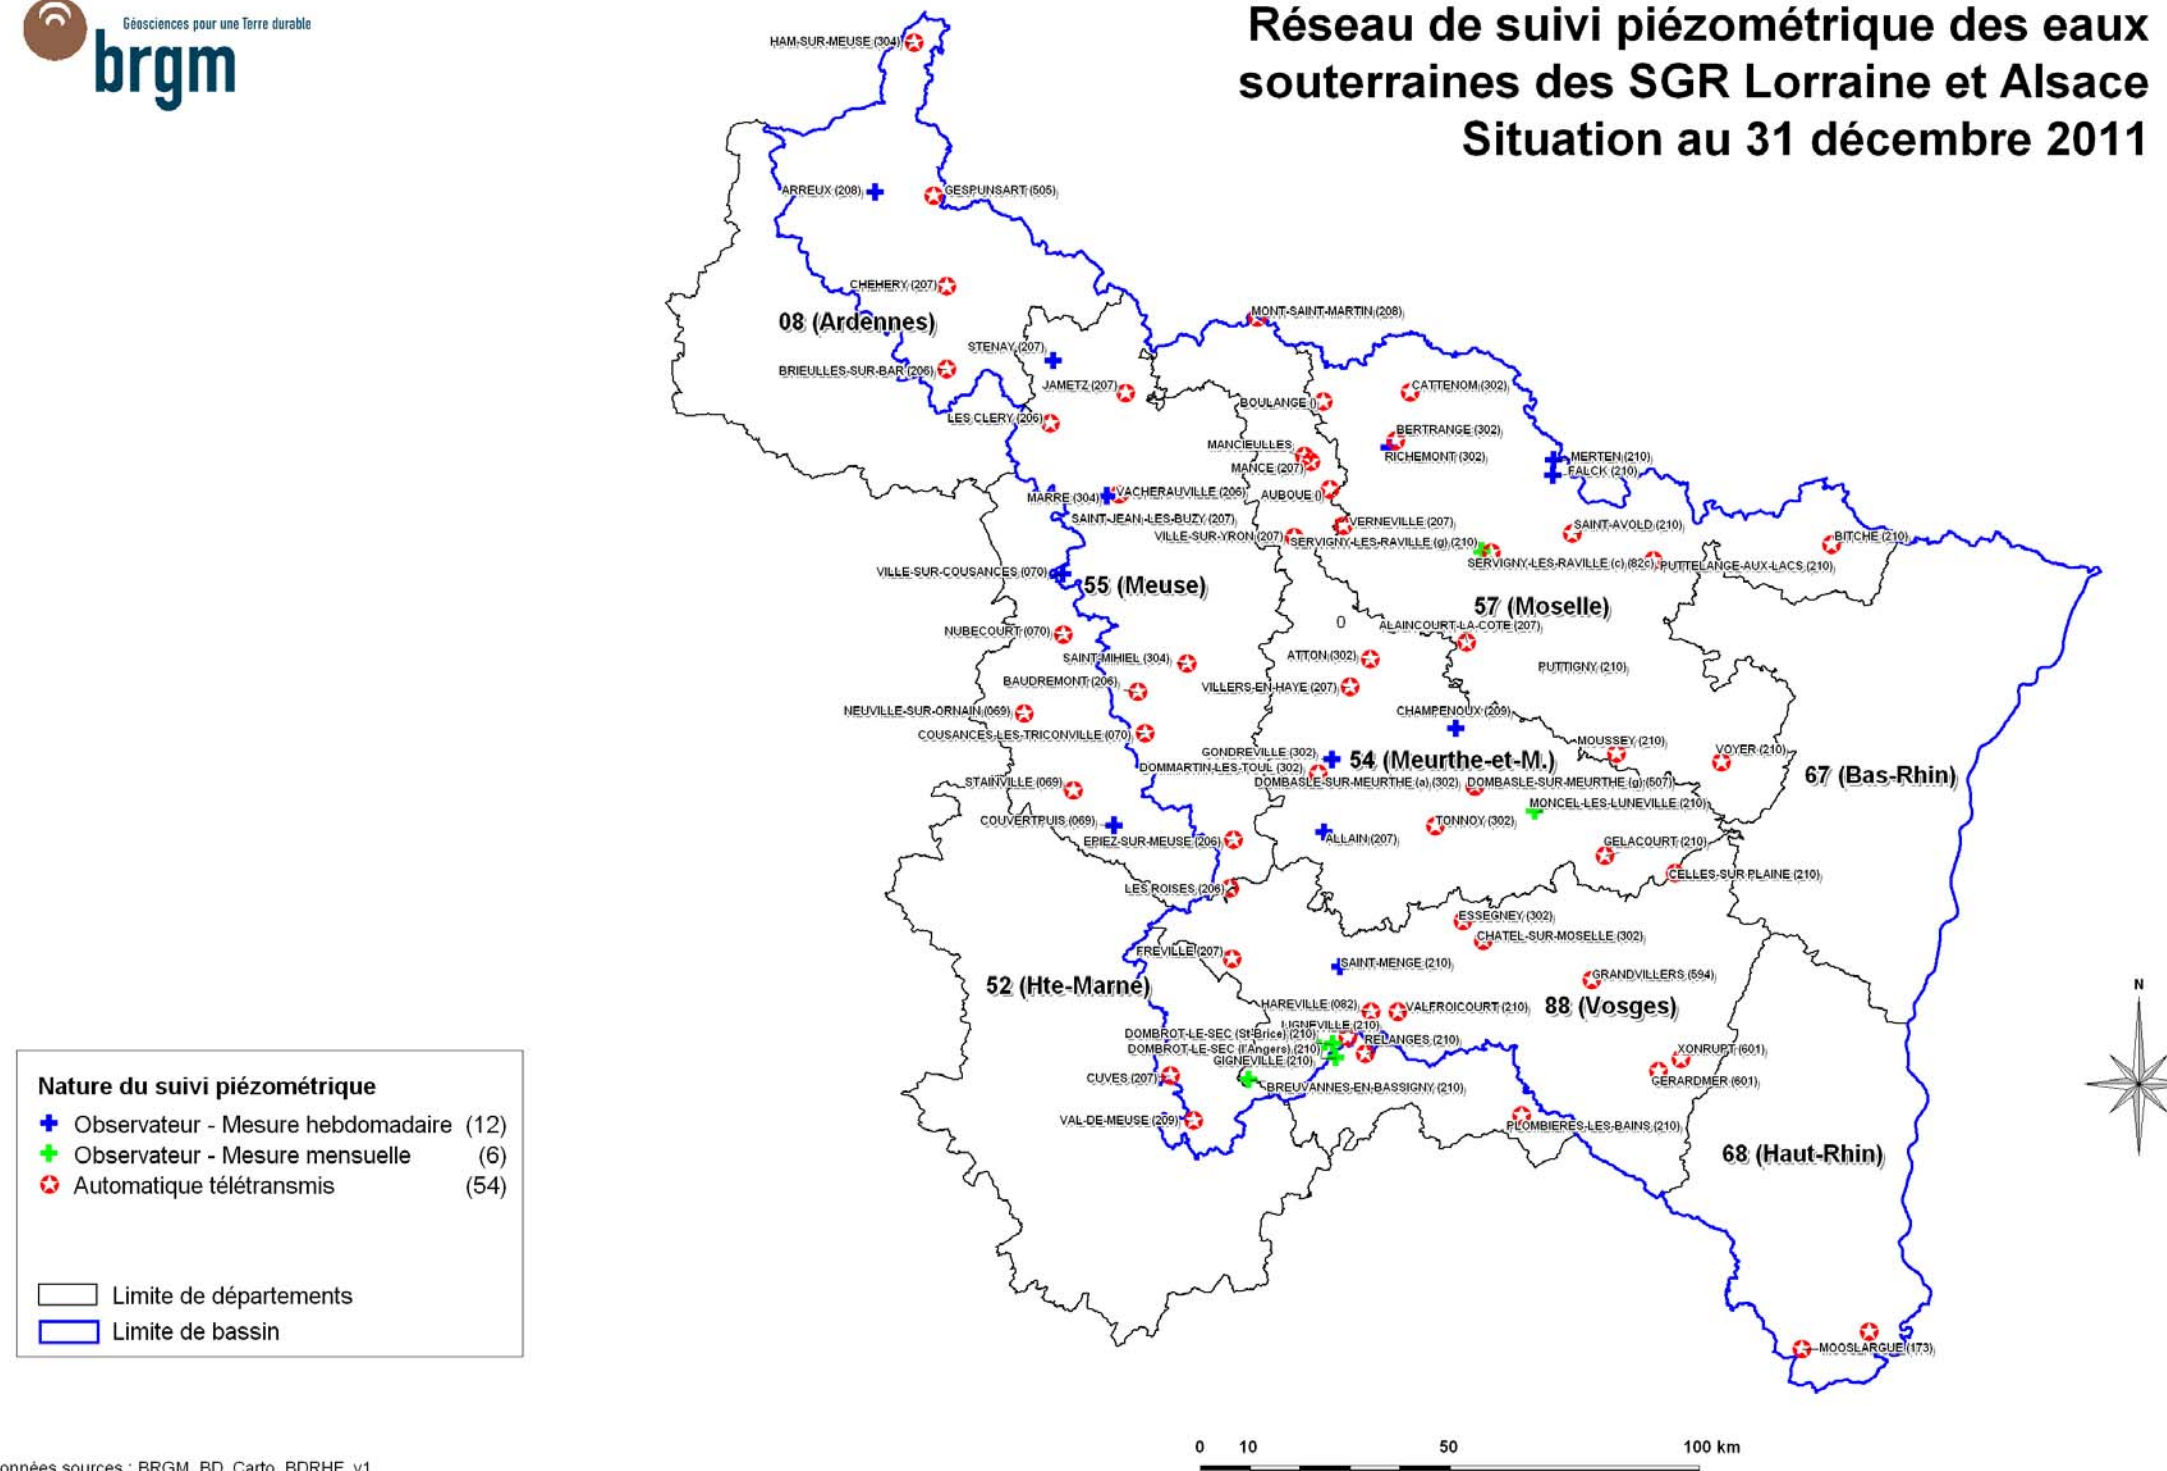 Géosciences pour une Terre durable
brgm
Réseau de suivi piézométrique des eaux
souterraines des SGR Lorraine et Alsace
Situation au 31 décembre 2011
HAM-SUR-MEUSE (304)
ARREUX (208)
GESPUNSART (505)
CHEHERY (207)
08 (Ardennes)
MONT-SAINT-MARTIN (208)
STENAY (207)
BRIEULLES-SUR-BAR (206)
JAMETZ (207)
CATTENOM (302)
BOULANGE ()
LES CLERY (206)
BERTRANGE (302)
MANCIEULLES
RICHEMONT (302)
MERTEN (210)
MANCE (207)
FALCK (210)
MARRE (304)
VACHERAUVILLE (206)
AUBOUE ()
SAINT-JEAN-LES-BUZY (207)
VERNEVILLE (207)
SAINT-AVOLD (210)
VILLE-SUR-YRON (207)
SERVIGNY-LES-RAVILLE (g) (210)
BITCHE (210)
SERVIGNY-LES-RAVILLE (c) (82c)
PUTTELANGE-AUX-LACS (210)
VILLE-SUR-COUSANCES (070)
55 (Meuse)
57 (Moselle)
0
ALAINCOURT-LA-COTE (207)
NUBECOURT (070)
SAINT-MIHIEL (304)
ATTON (302)
PUTTIGNY (210)
BAUDREMONT (206)
VILLERS-EN-HAYE (207)
NEUVILLE-SUR-ORNAIN (069)
CHAMPENOUX (209)
COUSANCES-LES-TRICONVILLE (070)
MOUSSEY (210)
VOYER (210)
GONDREVILLE (302)
54 (Meurthe-et-M.)
DOMMARTIN-LES-TOUL (302)
67 (Bas-Rhin)
STAINVILLE (069)
DOMBASLE-SUR-MEURTHE (a) (302)
DOMBASLE-SUR-MEURTHE (g) (507)
MONCEL-LES-LUNEVILLE (210)
COUVERTPUIS (069)
TONNOY (302)
EPIEZ-SUR-MEUSE (206)
ALLAIN (207)
GELACOURT (210)
LES ROISES (206)
CELLES-SUR PLAINE (210)
ESSEGNEY (302)
CHATEL-SUR-MOSELLE (302)
FREVILLE (207)
SAINT-MENGE (210)
52 (Hte-Marne)
GRANDVILLERS (594)
HAREVILLE (082)
VALFROICOURT (210)
88 (Vosges)
LIGNEVILLE (210)
DOMBROT-LE-SEC (St-Brice) (210)
RELANGES (210)
DOMBROT-LE-SEC (l'Angers) (210)
XONRUPT (601)
GIGNEVILLE (210)
CUVES (207)
BREUVANNES-EN-BASSIGNY (210)
GERARDMER (601)
VAL-DE-MEUSE (209)
PLOMBIERES-LES-BAINS (210)
68 (Haut-Rhin)
MOOSLARGUE (173)
N
Nature du suivi piézométrique
Observateur - Mesure hebdomadaire (12)
Observateur - Mesure mensuelle (6)
Automatique télétransmis (54)
Limite de départements
Limite de bassin
0 10 50 100 km
onnées sources : BRGM, BD_Carto, BDRHF_v1